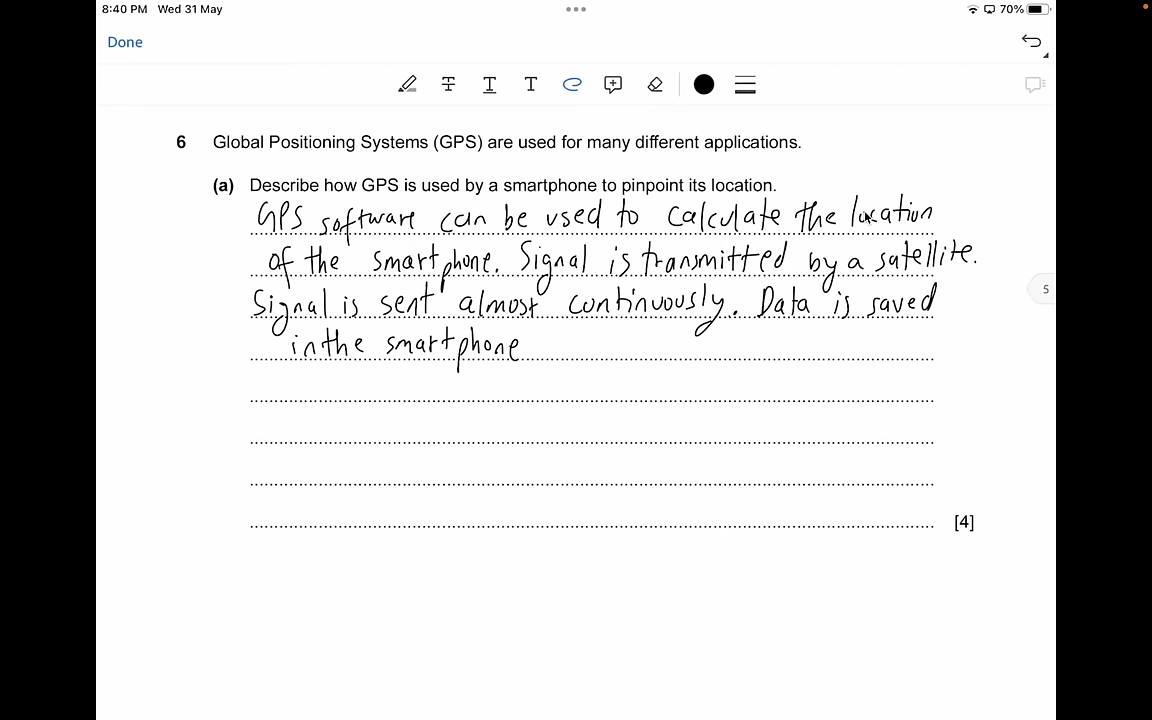 8:40 PM Wed 31 May
70%
Done
6 Global Positioning Systems (GPS) are used for many different applications.
(a) Describe how GPS is used by a smartphone to pinpoint its location.
GPS software can be used to calculate the location
of the smartphone. Signal is transmitted by a satellite.
Signal is sent almost continuously. Data is saved
in the smartphone
5
[4]